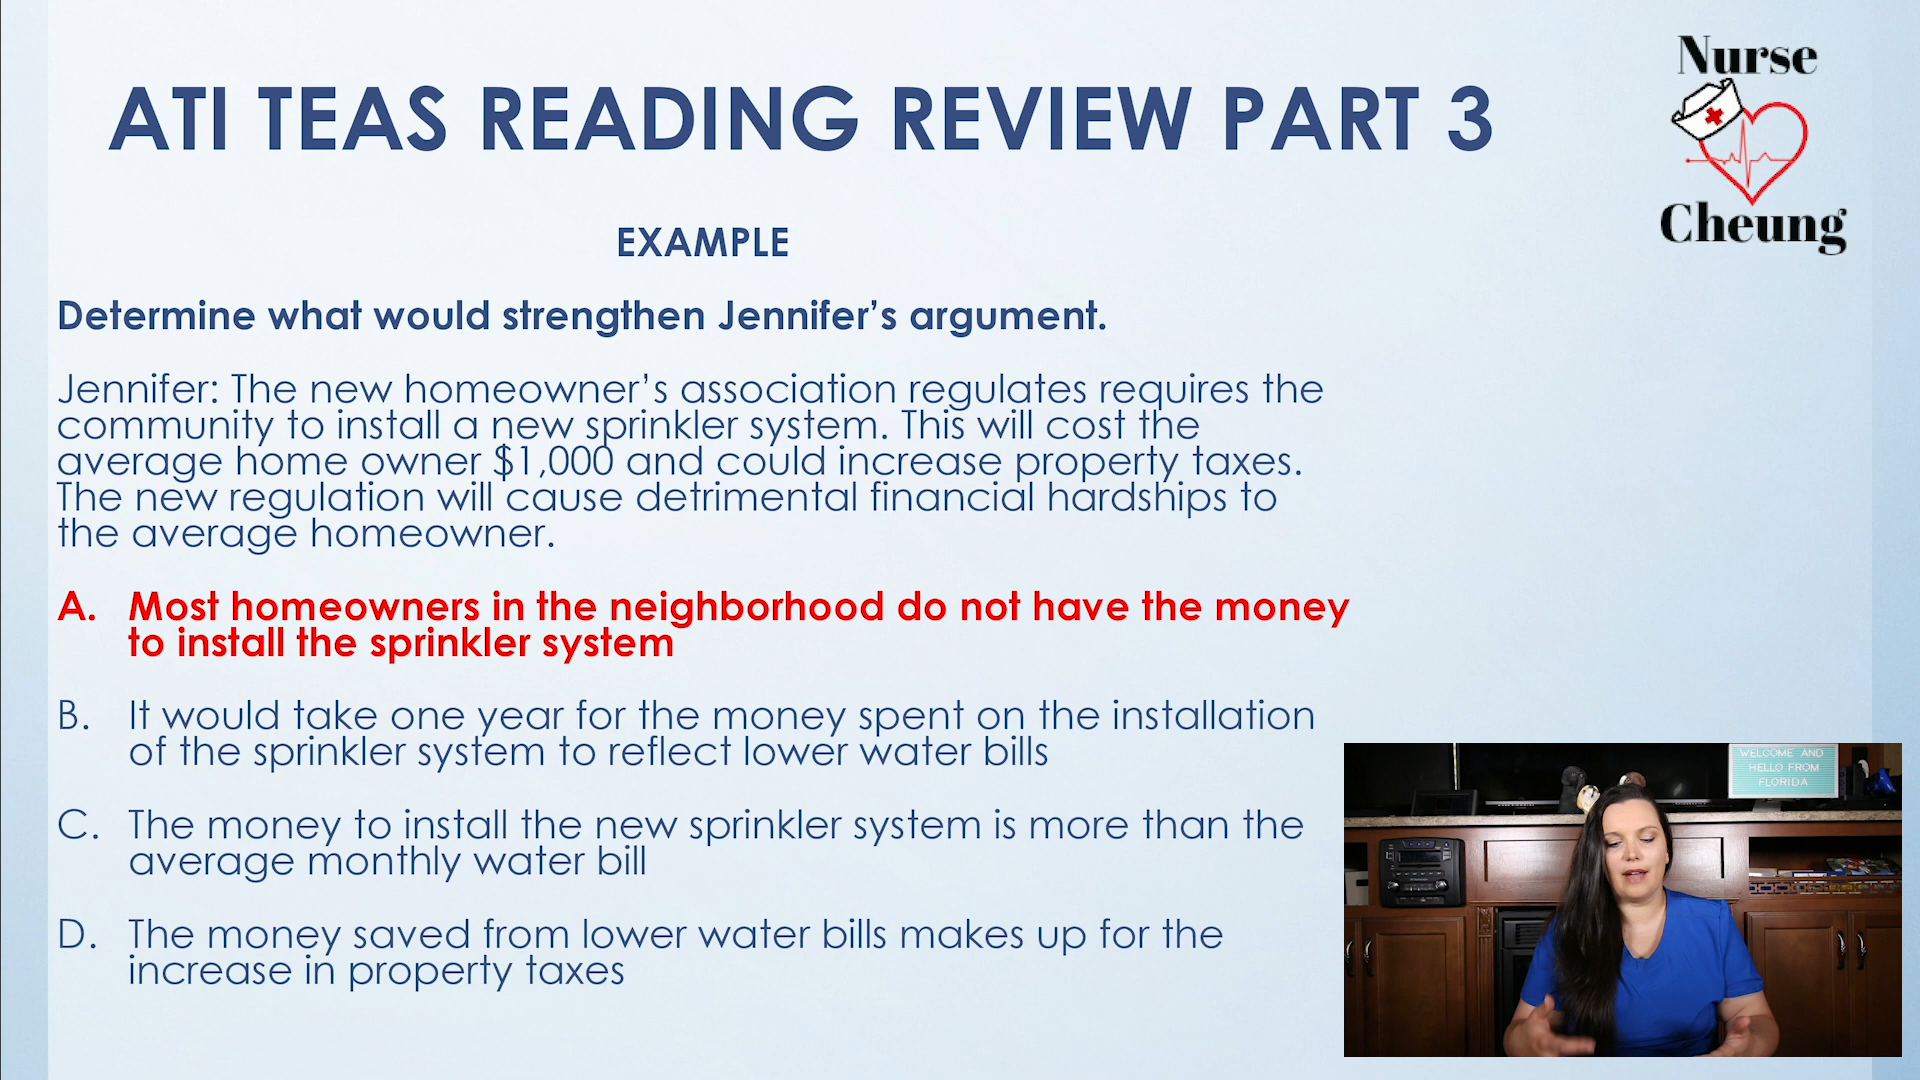 Nurse
Cheung
ATI TEAS READING REVIEW PART 3
EXAMPLE
Determine what would strengthen Jennifer’s argument.
Jennifer: The new homeowner’s association regulates requires the
community to install a new sprinkler system. This will cost the
average home owner $1,000 and could increase property taxes.
The new regulation will cause detrimental financial hardships to
the average homeowner.
A. Most homeowners in the neighborhood do not have the money
to install the sprinkler system
B. It would take one year for the money spent on the installation
of the sprinkler system to reflect lower water bills
C. The money to install the new sprinkler system is more than the
average monthly water bill
D. The money saved from lower water bills makes up for the
increase in property taxes
WELCOME AND
HELLO FROM
FLORIDA